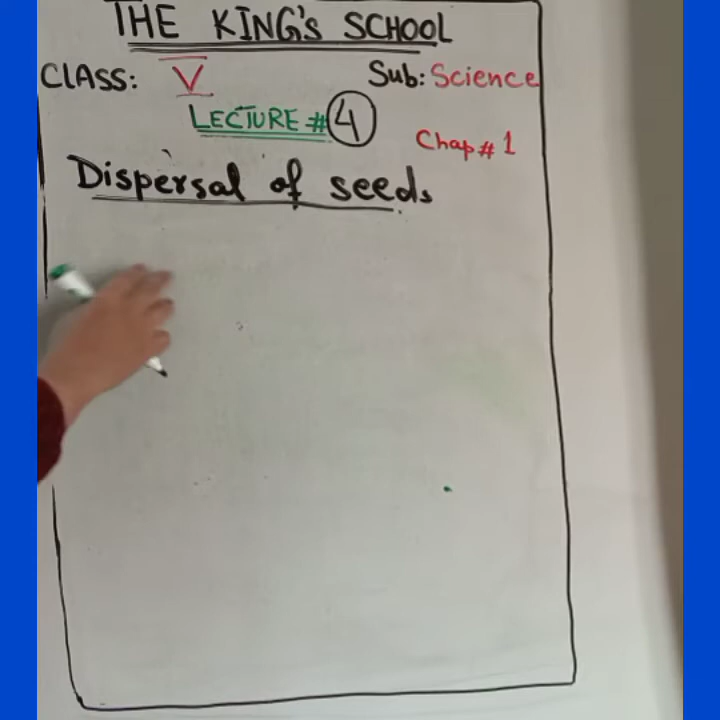 THE KING'S SCHOOL
CLASS: V Sub: Science
LECTURE # 4
Chap # 1
Dispersal of seeds